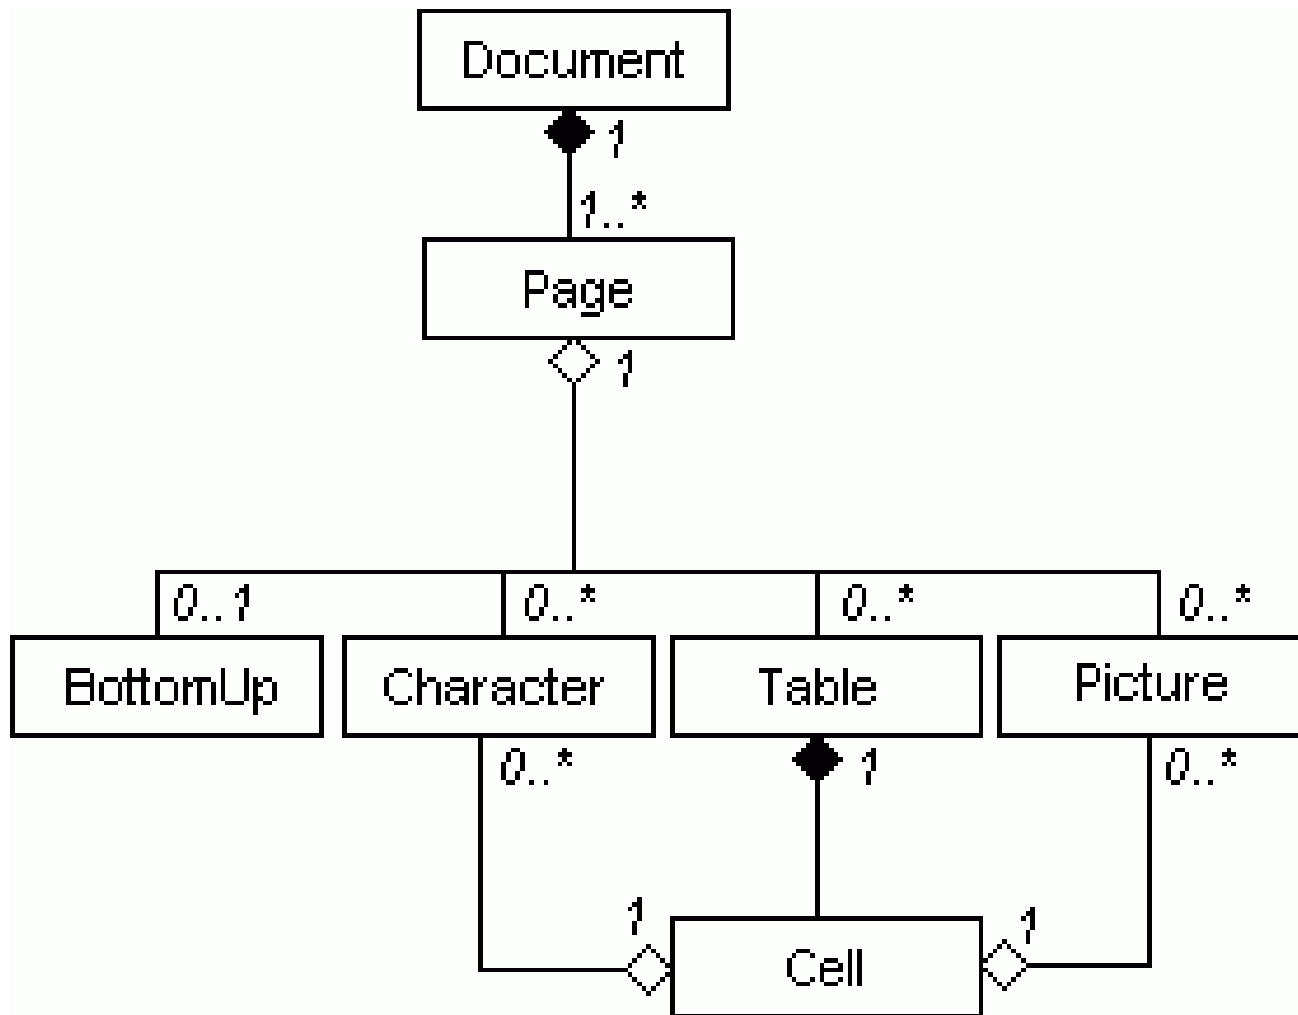 Document
1
1..*
Page
1
0..1
0..*
0..*
0..*
BottomUp
Character
Table
Picture
0..*
1
0..*
1
1
Cell